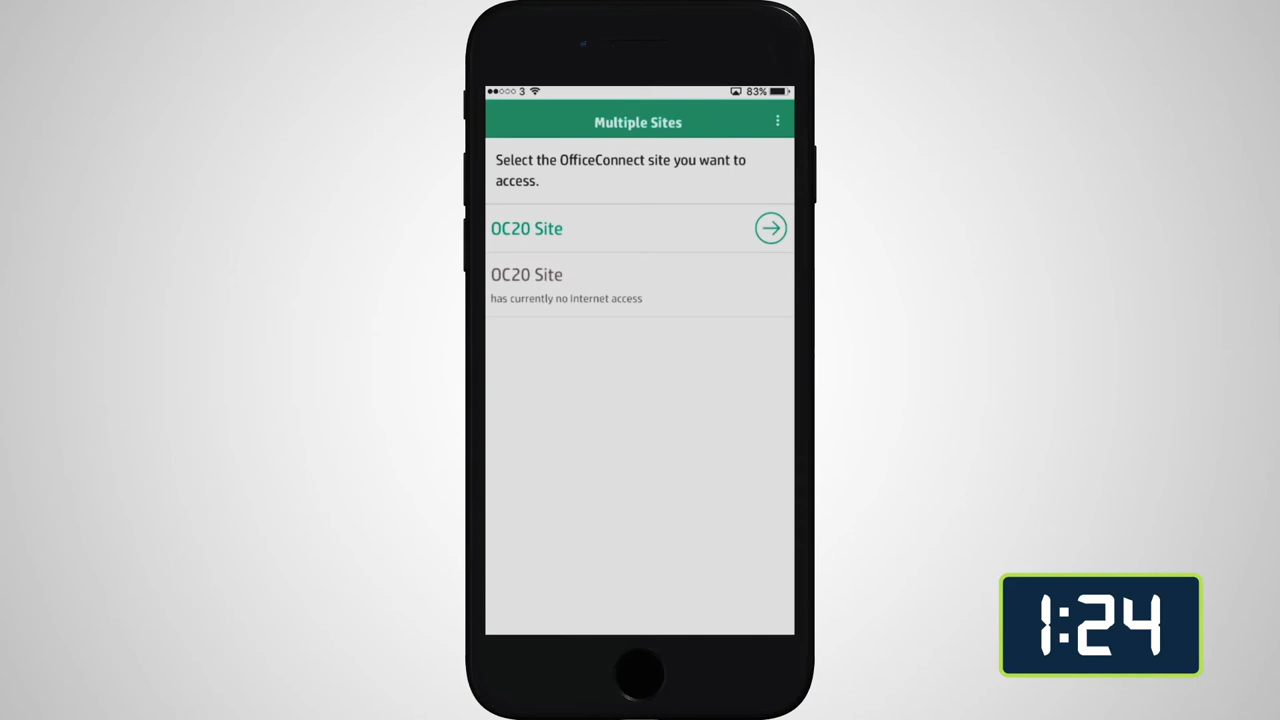 3 83%
Multiple Sites
Select the OfficeConnect site you want to
access.
OC20 Site
OC20 Site
has currently no Internet access
1:24